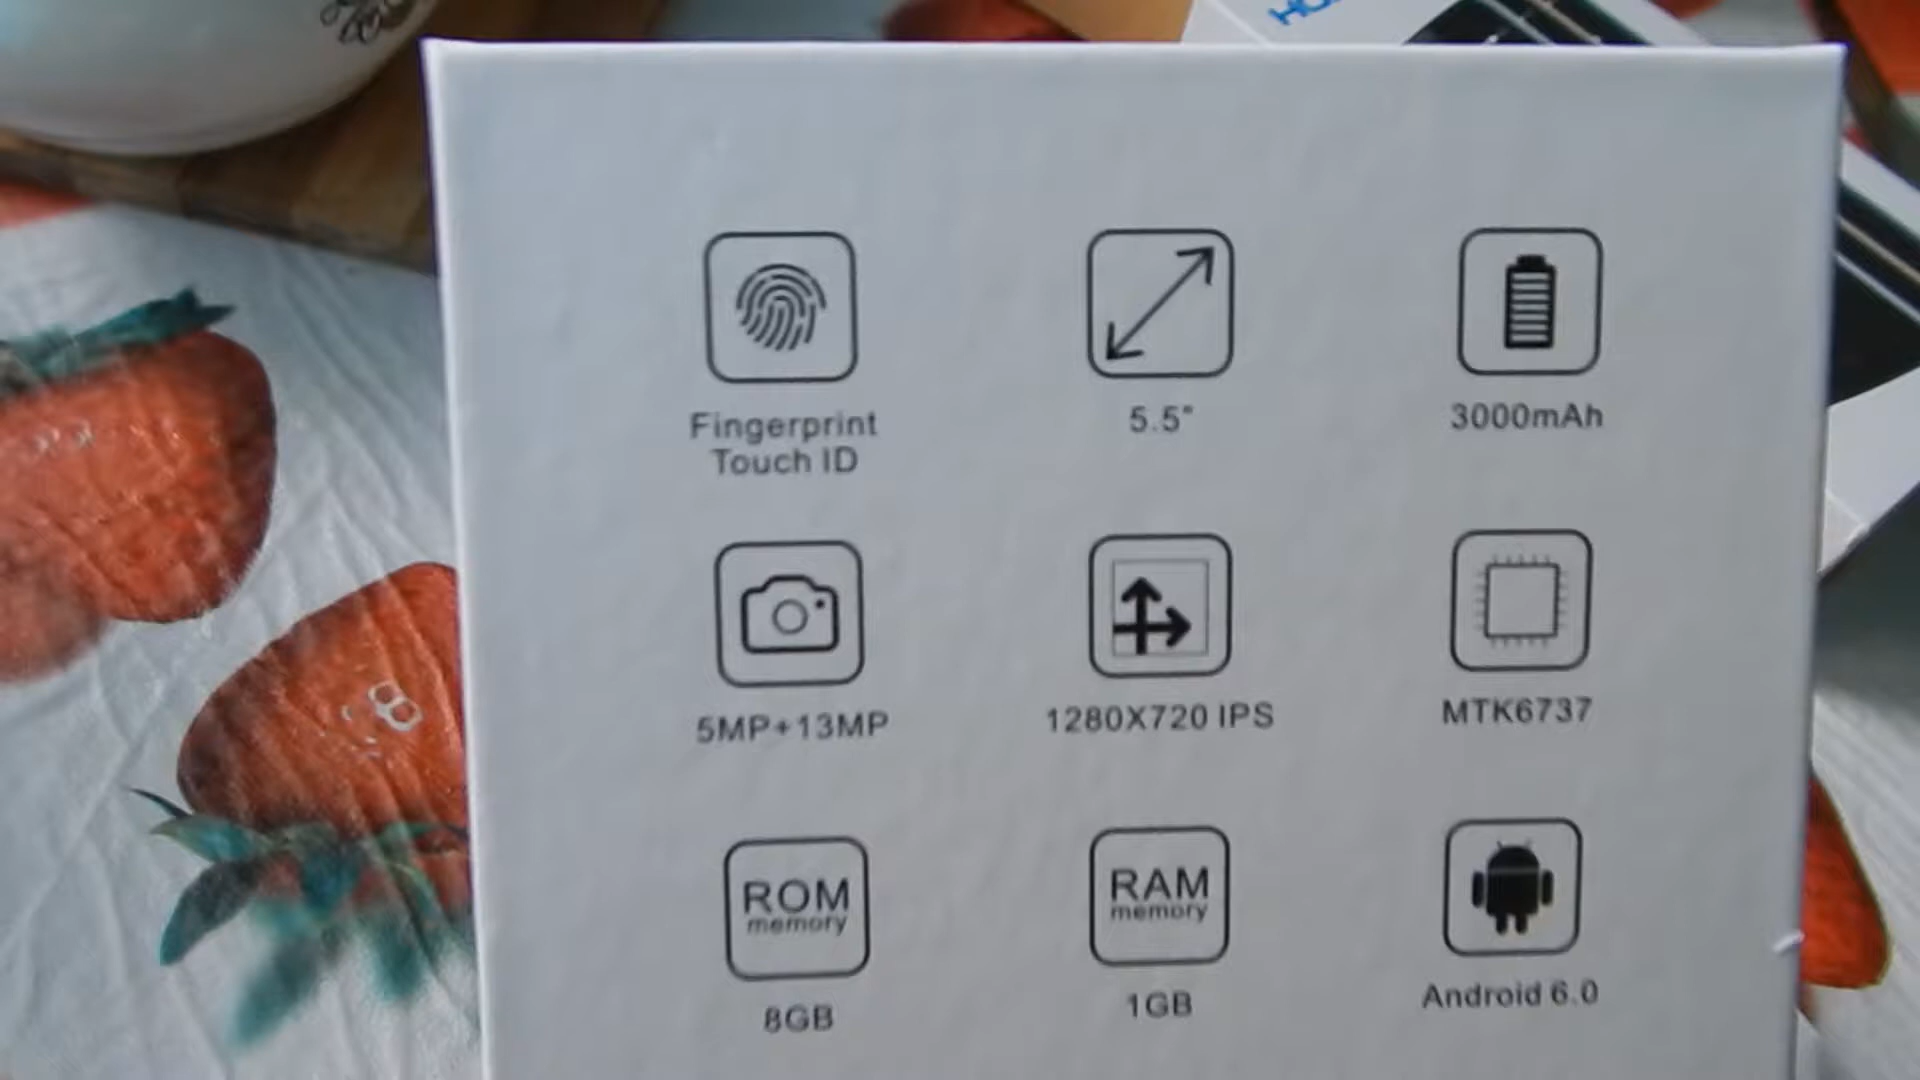 Fingerprint
Touch ID
5.5"
3000mAh
5MP+13MP
1280X720 IPS
MTK6737
ROM
memory
8GB
RAM
memory
1GB
Android 6.0